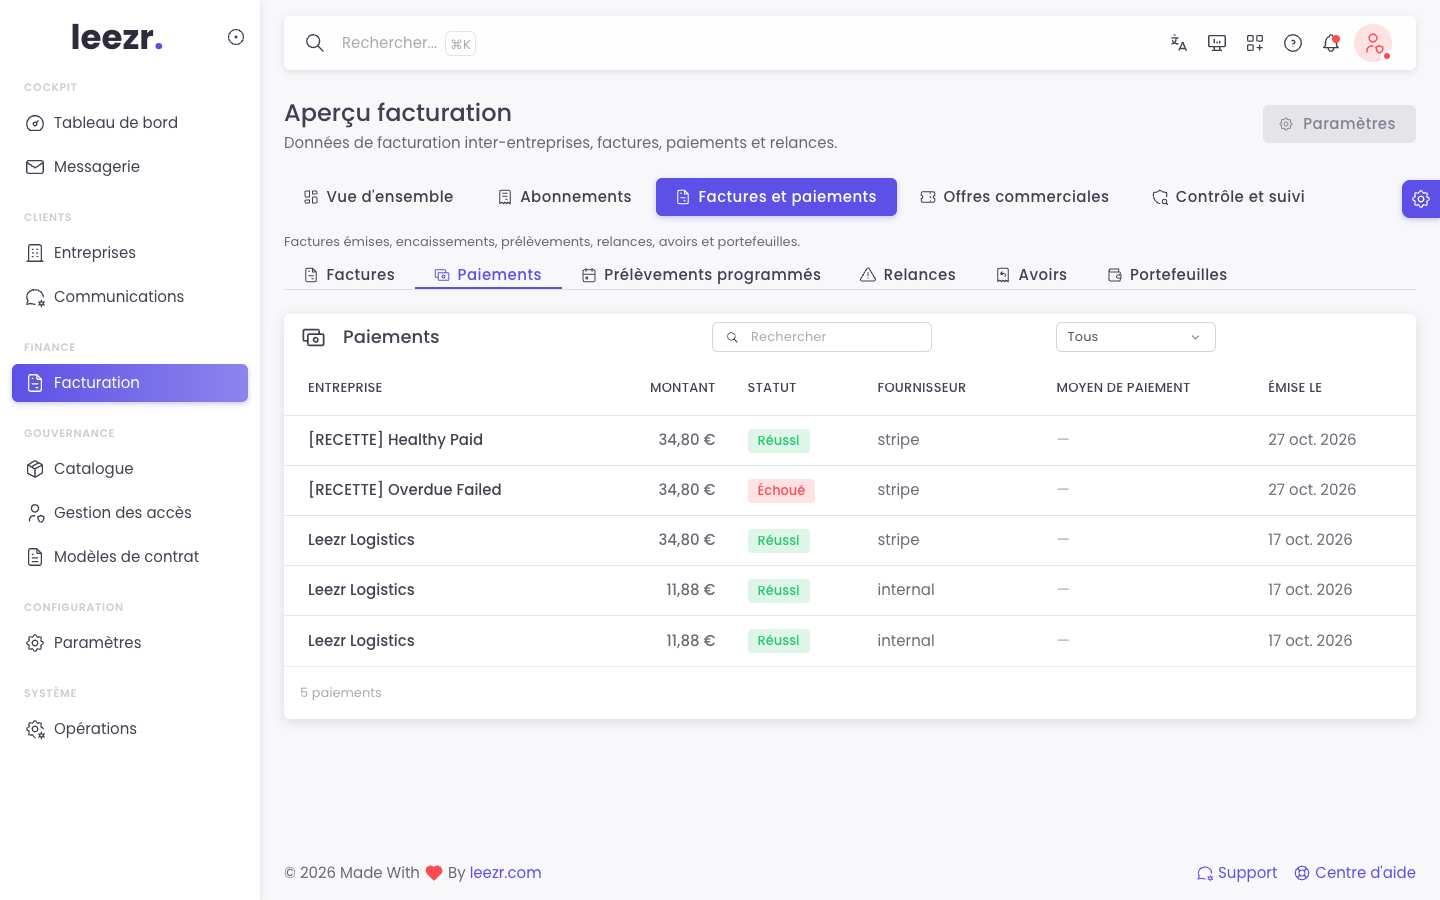 leezr.
COCKPIT
Tableau de bord
Messagerie
CLIENTS
Entreprises
Communications
FINANCE
Facturation
GOUVERNANCE
Catalogue
Gestion des accès
Modèles de contrat
CONFIGURATION
Paramètres
SYSTÈME
Opérations
Rechercher... ⌘K
Aperçu facturation
Données de facturation inter-entreprises, factures, paiements et relances.
Paramètres
Vue d'ensemble Abonnements Factures et paiements Offres commerciales Contrôle et suivi
Factures émises, encaissements, prélèvements, relances, avoirs et portefeuilles.
Factures Paiements Prélèvements programmés Relances Avoirs Portefeuilles
Paiements Rechercher Tous
ENTREPRISE MONTANT STATUT FOURNISSEUR MOYEN DE PAIEMENT ÉMISE LE
[RECETTE] Healthy Paid 34,80 € Réussi stripe — 27 oct. 2026
[RECETTE] Overdue Failed 34,80 € Échoué stripe — 27 oct. 2026
Leezr Logistics 34,80 € Réussi stripe — 17 oct. 2026
Leezr Logistics 11,88 € Réussi internal — 17 oct. 2026
Leezr Logistics 11,88 € Réussi internal — 17 oct. 2026
5 paiements
© 2026 Made With By leezr.com
Support Centre d'aide